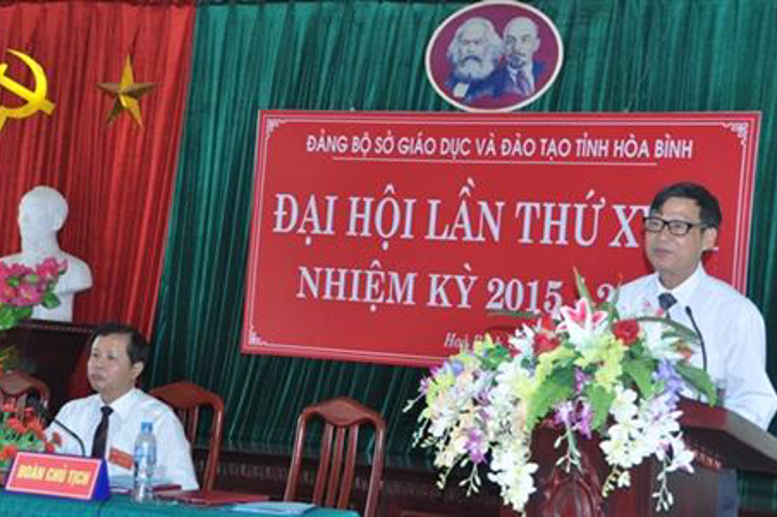 ĐẢNG BỘ SỞ GIÁO DỤC VÀ ĐÀO TẠO TỈNH HÒA BÌNH
ĐẠI HỘI LẦN THỨ
NHIỆM KỲ 2015 -
Hoà
ĐOÀN CHỦ TỊCH